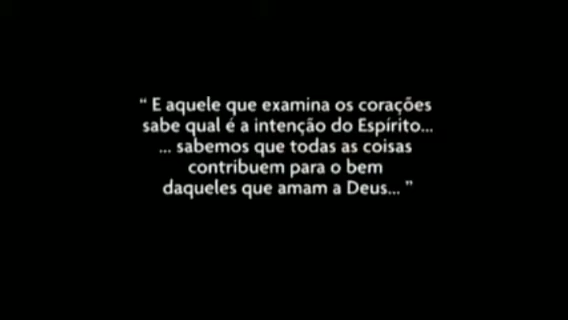 “ E aquele que examina os corações
sabe qual é a intenção do Espírito...
... sabemos que todas as coisas
contribuem para o bem
daqueles que amam a Deus... ”